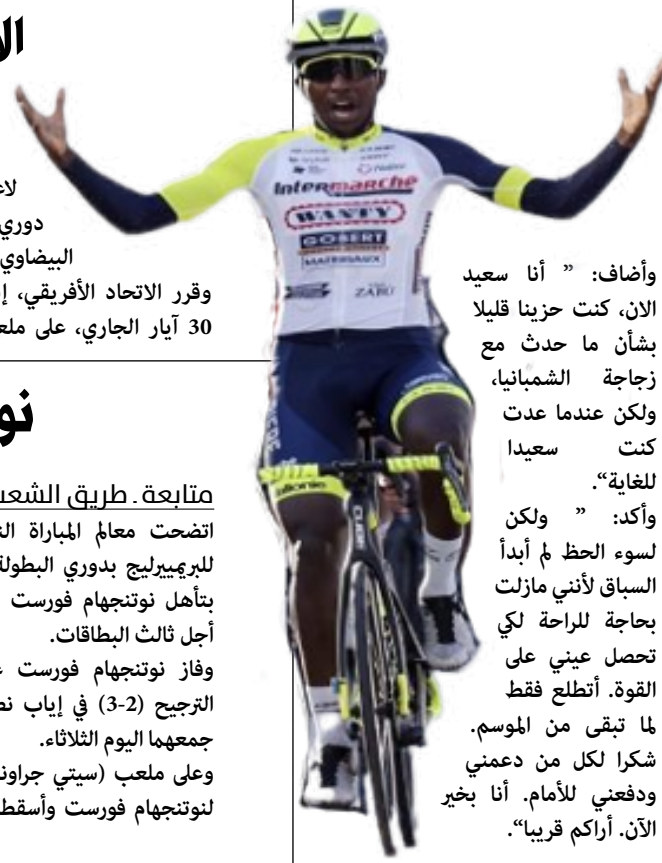 وأضاف: ” أنا سعيد
الان، كنت حزينا قليلا
بشأن ما حدث مع
زجاجة الشمبانيا،
ولكن عندما عدت
كنت سعيدا
للغاية“.
وأكد: ” ولكن
لسوء الحظ لم أبدأ
السباق لأنني مازلت
بحاجة للراحة لكي
تحصل عيني على
القوة. أتطلع فقط
لما تبقى من الموسم.
شكرا لكل من دعمني
ودفعني للأمام. أنا بخير
الآن. أراكم قريبا“.
Intermarché
WANTY
GOBERT
MATERIAUX
CUBE
دوري
البيضاوي
وقرر الاتحاد الأفريقي،
30 آيار الجاري، على
متابعة ـ طريق
اتضحت معالم المباراة
للبريمييرليج بدوري البطولة
بتأهل نوتنجهام فورست
أجل ثالث البطاقات.
وفاز نوتنجهام فورست
الترجيح (2-3) في إياب
جمعهما اليوم الثلاثاء.
وعلى ملعب (سيتي
لنوتنجهام فورست وأسقط